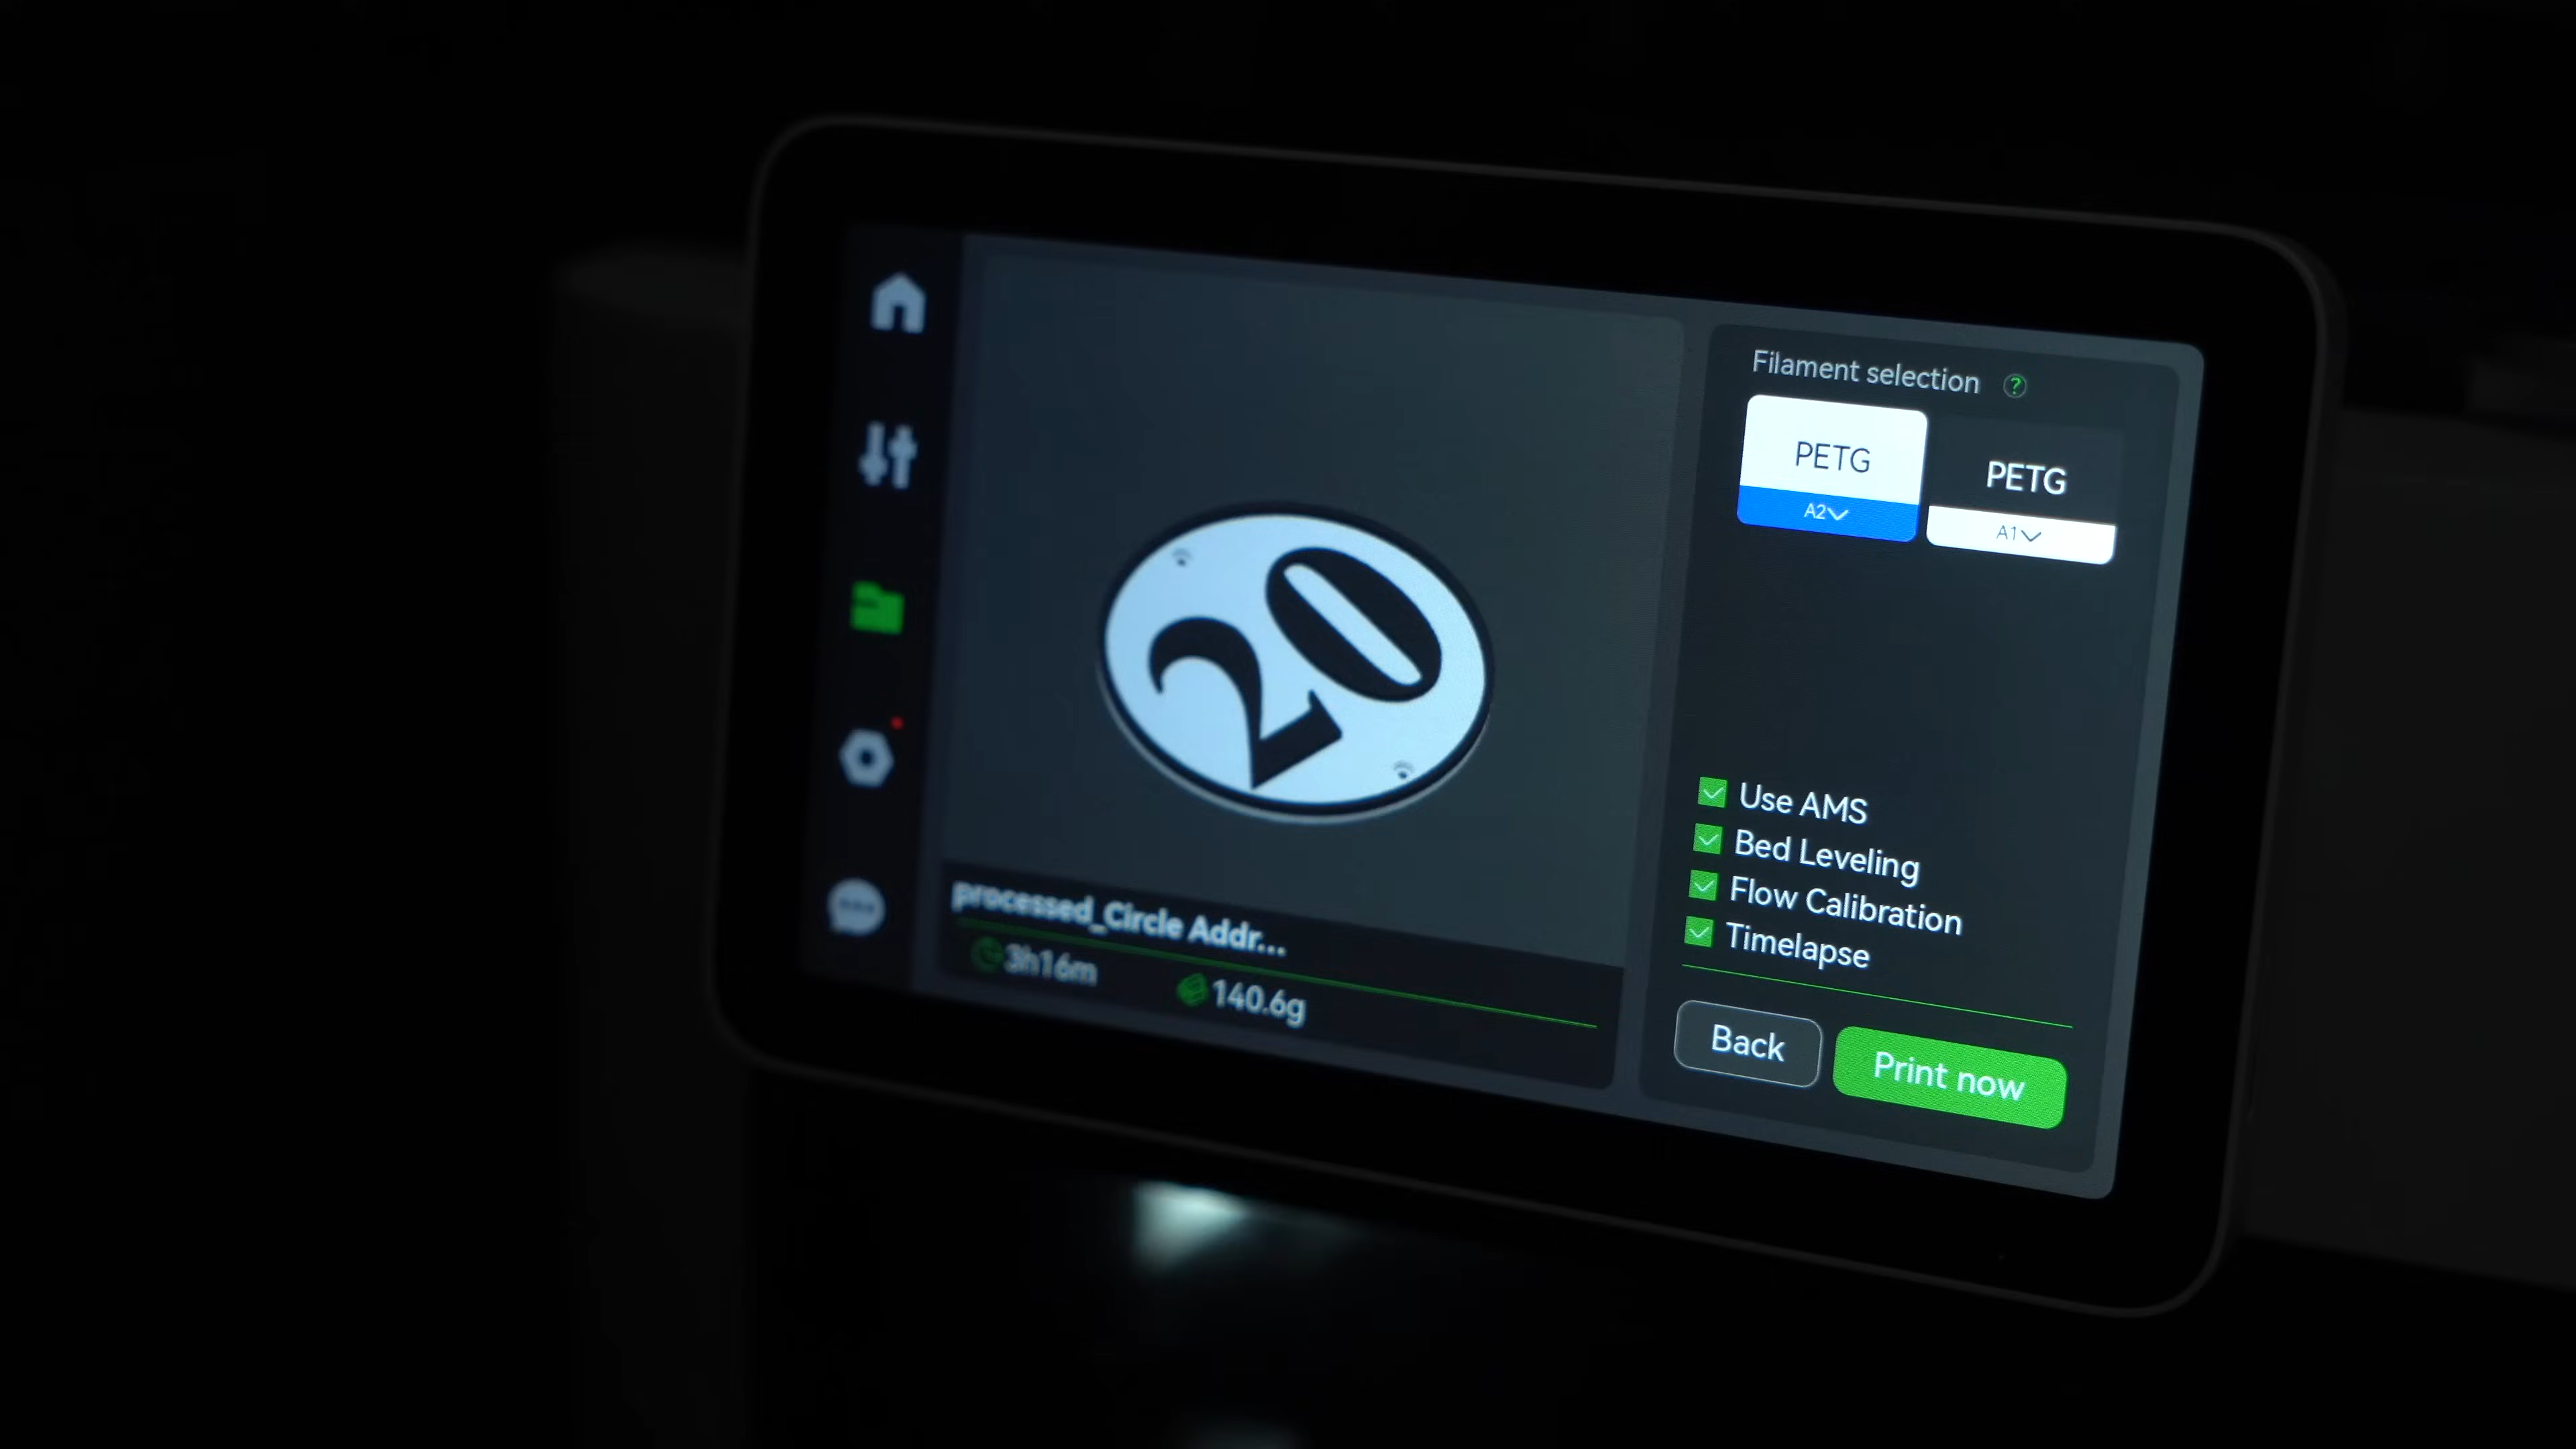 20
processed_Circle Addr...
3h16m
140.6g
Filament selection ?
PETG
A2
PETG
A1
Use AMS
Bed Leveling
Flow Calibration
Timelapse
Back
Print now